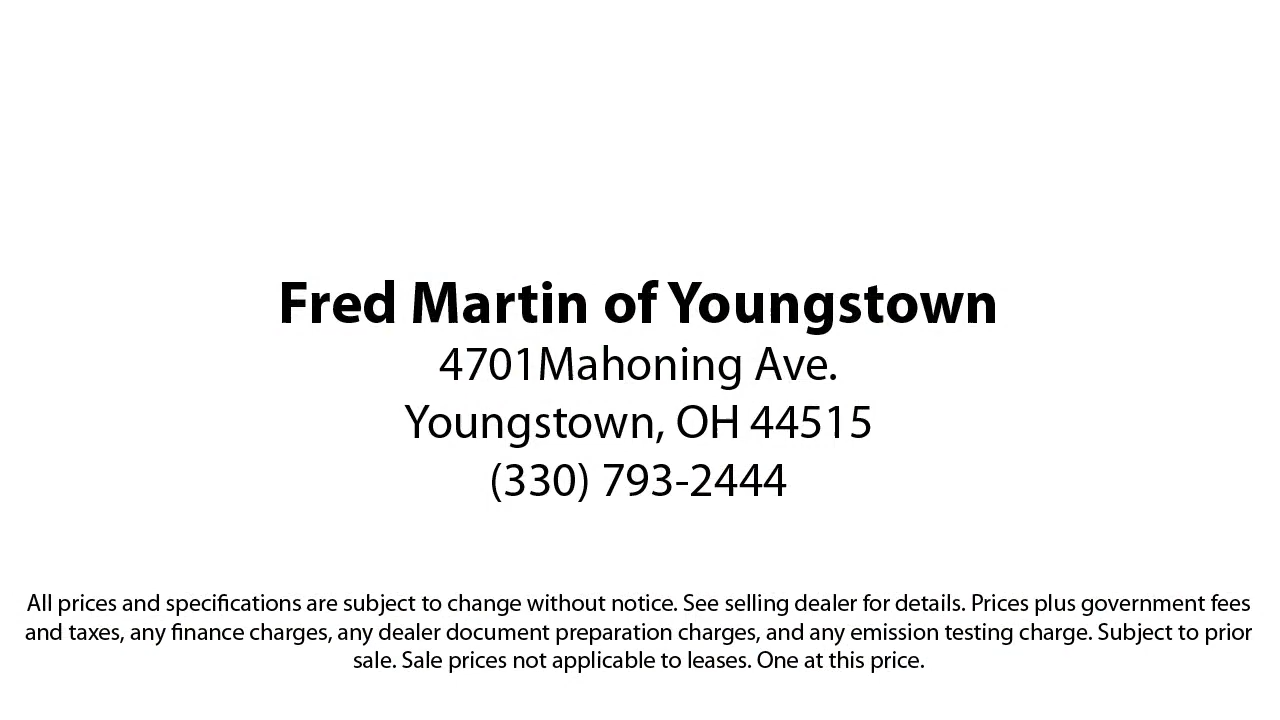 Fred Martin of Youngstown
4701Mahoning Ave.
Youngstown, OH 44515
(330) 793-2444
All prices and specifications are subject to change without notice. See selling dealer for details. Prices plus government fees
and taxes, any finance charges, any dealer document preparation charges, and any emission testing charge. Subject to prior
sale. Sale prices not applicable to leases. One at this price.